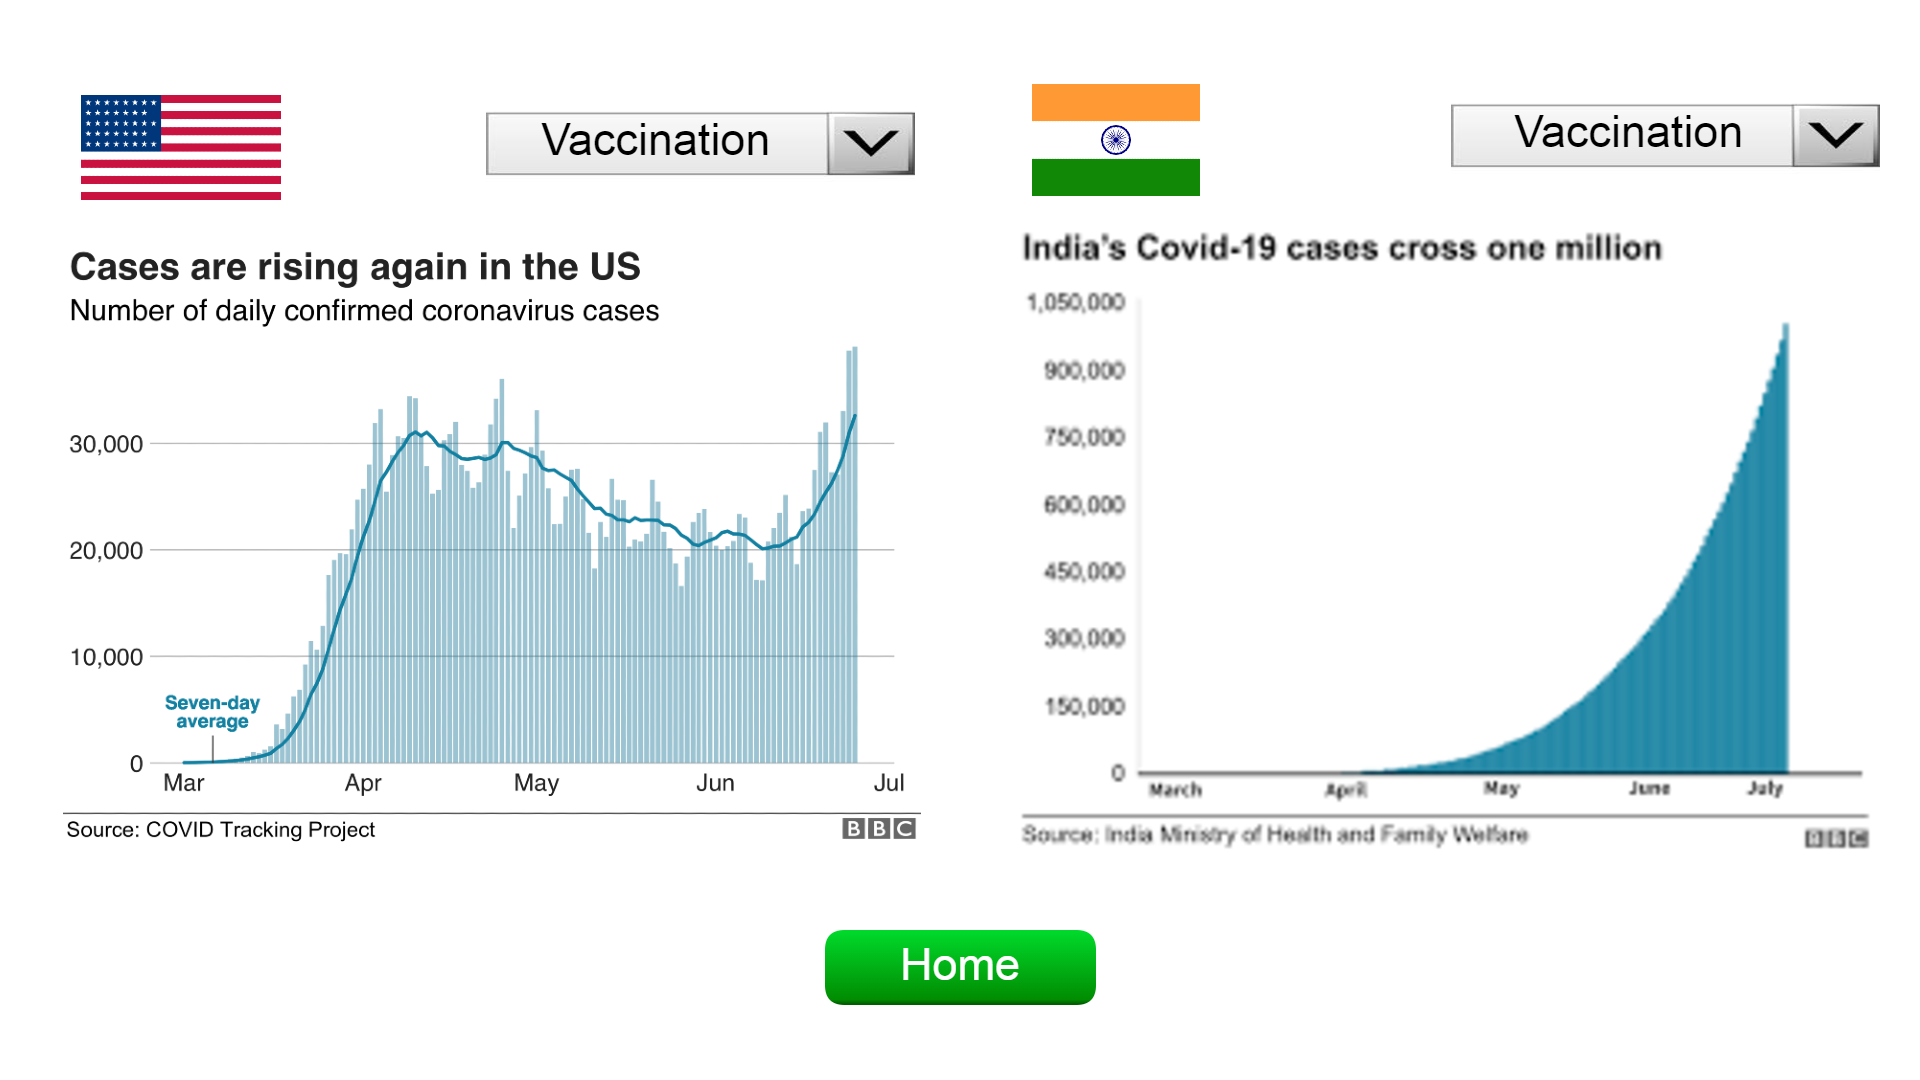 Vaccination
Cases are rising again in the US
Number of daily confirmed coronavirus cases
30,000
20,000
10,000
Seven-day
average
0
Mar Apr May Jun Jul
Source: COVID Tracking Project
BBC
Vaccination
India's Covid-19 cases cross one million
1,050,000
900,000
750,000
600,000
450,000
300,000
150,000
0
March April May June July
Source: India Ministry of Health and Family Welfare
BBC
Home